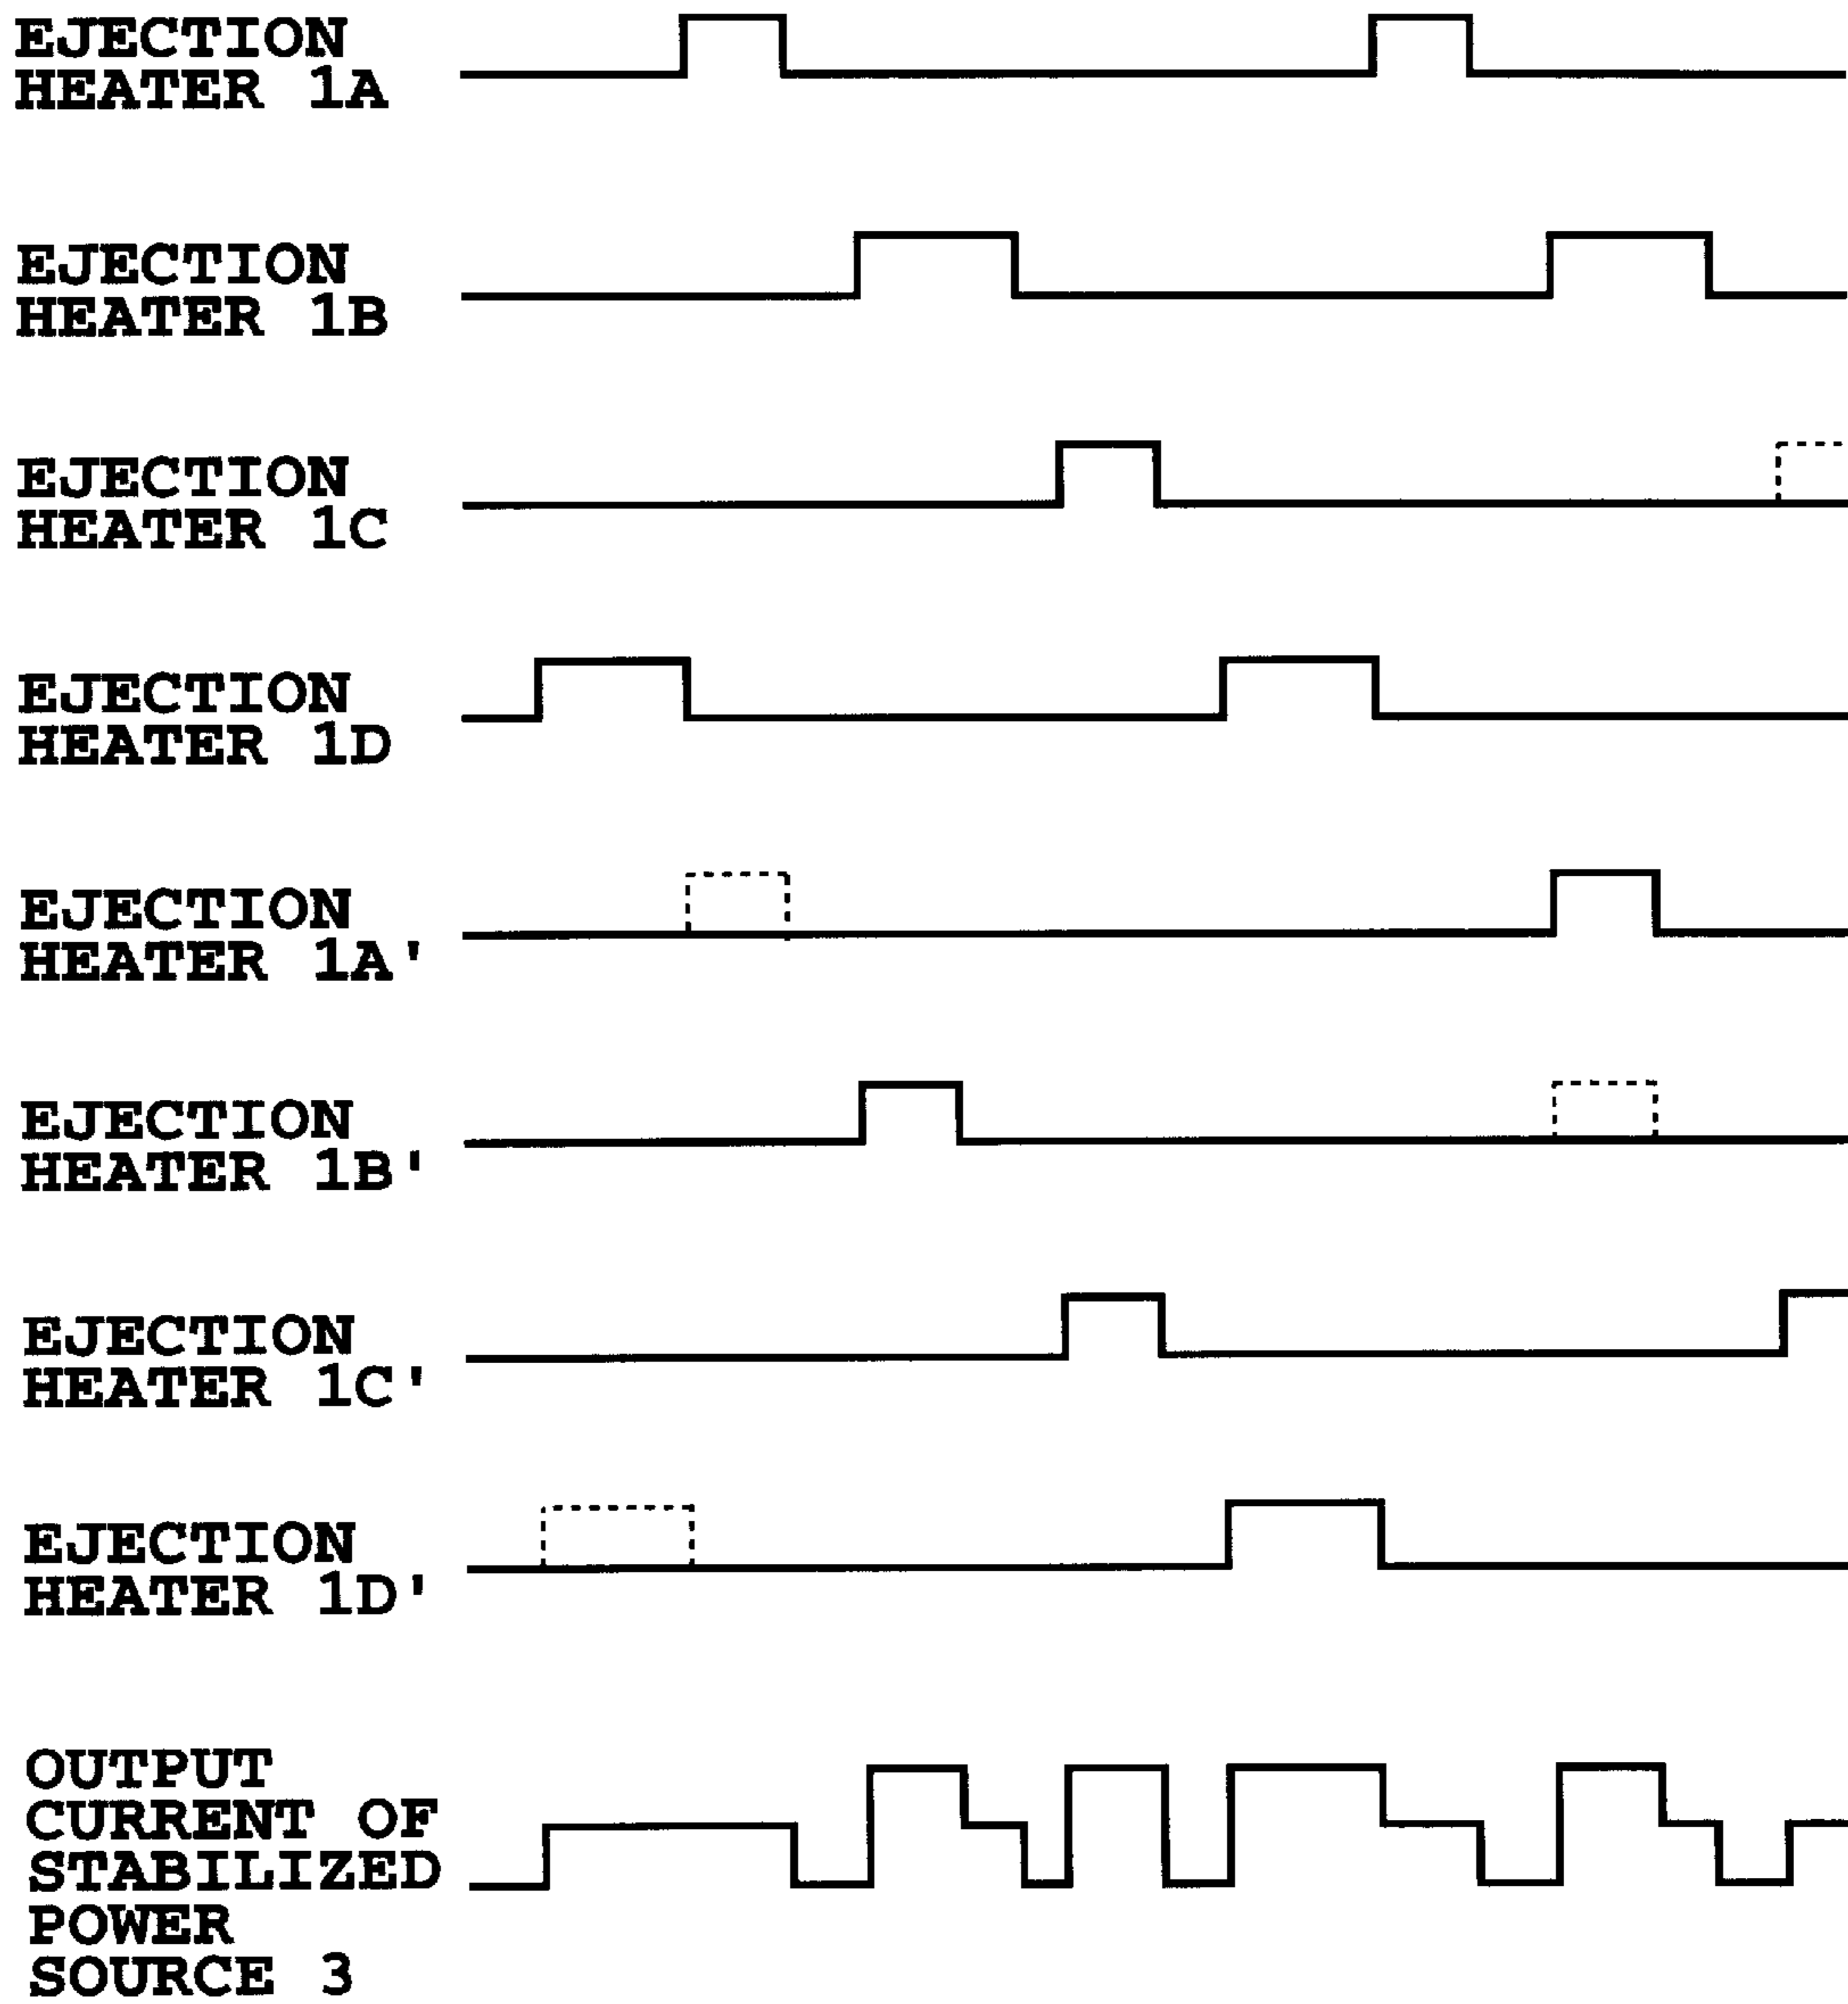 EJECTION
HEATER 1A
EJECTION
HEATER 1B
EJECTION
HEATER 1C
EJECTION
HEATER 1D
EJECTION
HEATER 1A'
EJECTION
HEATER 1B'
EJECTION
HEATER 1C'
EJECTION
HEATER 1D'
OUTPUT
CURRENT OF
STABILIZED
POWER
SOURCE 3